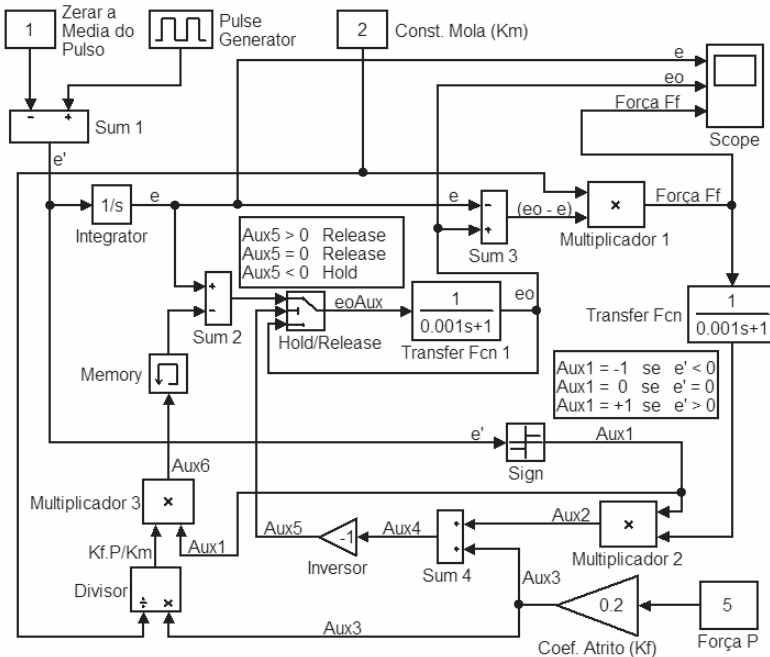 1
Zerar a
Media do
Pulso
Pulse
Generator
2
Const. Mola (Km)
e
eo
Força Ff
Scope
-
+
Sum 1
e'
1/s
Integrator
e
e
-
+
Sum 3
(eo - e)
×
Multiplicador 1
Força Ff
Aux5 > 0 Release
Aux5 = 0 Release
Aux5 < 0 Hold
+
-
Sum 2
Hold/Release
eoAux
1
0.001s+1
Transfer Fcn 1
eo
Transfer Fcn
1
0.001s+1
Memory
Aux1 = -1 se e' < 0
Aux1 = 0 se e' = 0
Aux1 = +1 se e' > 0
e'
Sign
Aux1
Aux6
Multiplicador 3
×
Kf.P/Km
Aux1
Aux5
-1
Inversor
Aux4
+
+
Sum 4
Aux2
×
Multiplicador 2
Divisor
÷
×
Aux3
Aux3
0.2
Coef. Atrito (Kf)
5
Força P